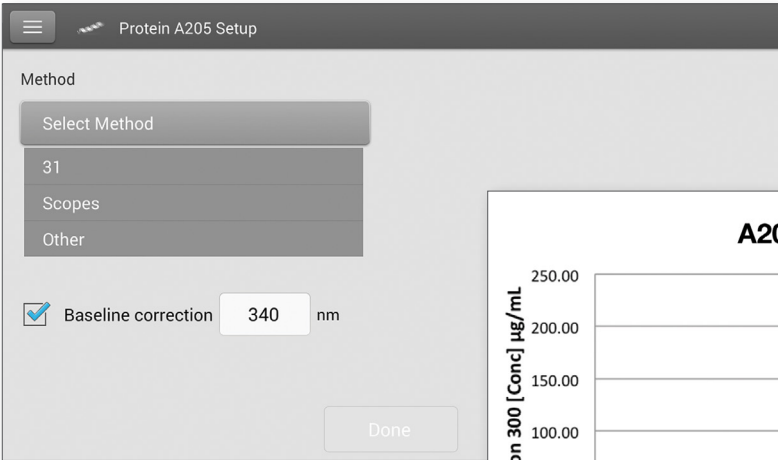 Protein A205 Setup
Method
Select Method
31
Scopes
Other
Baseline correction 340 nm
Done
250.00
200.00
150.00
100.00
300 [Conc] µg/mL